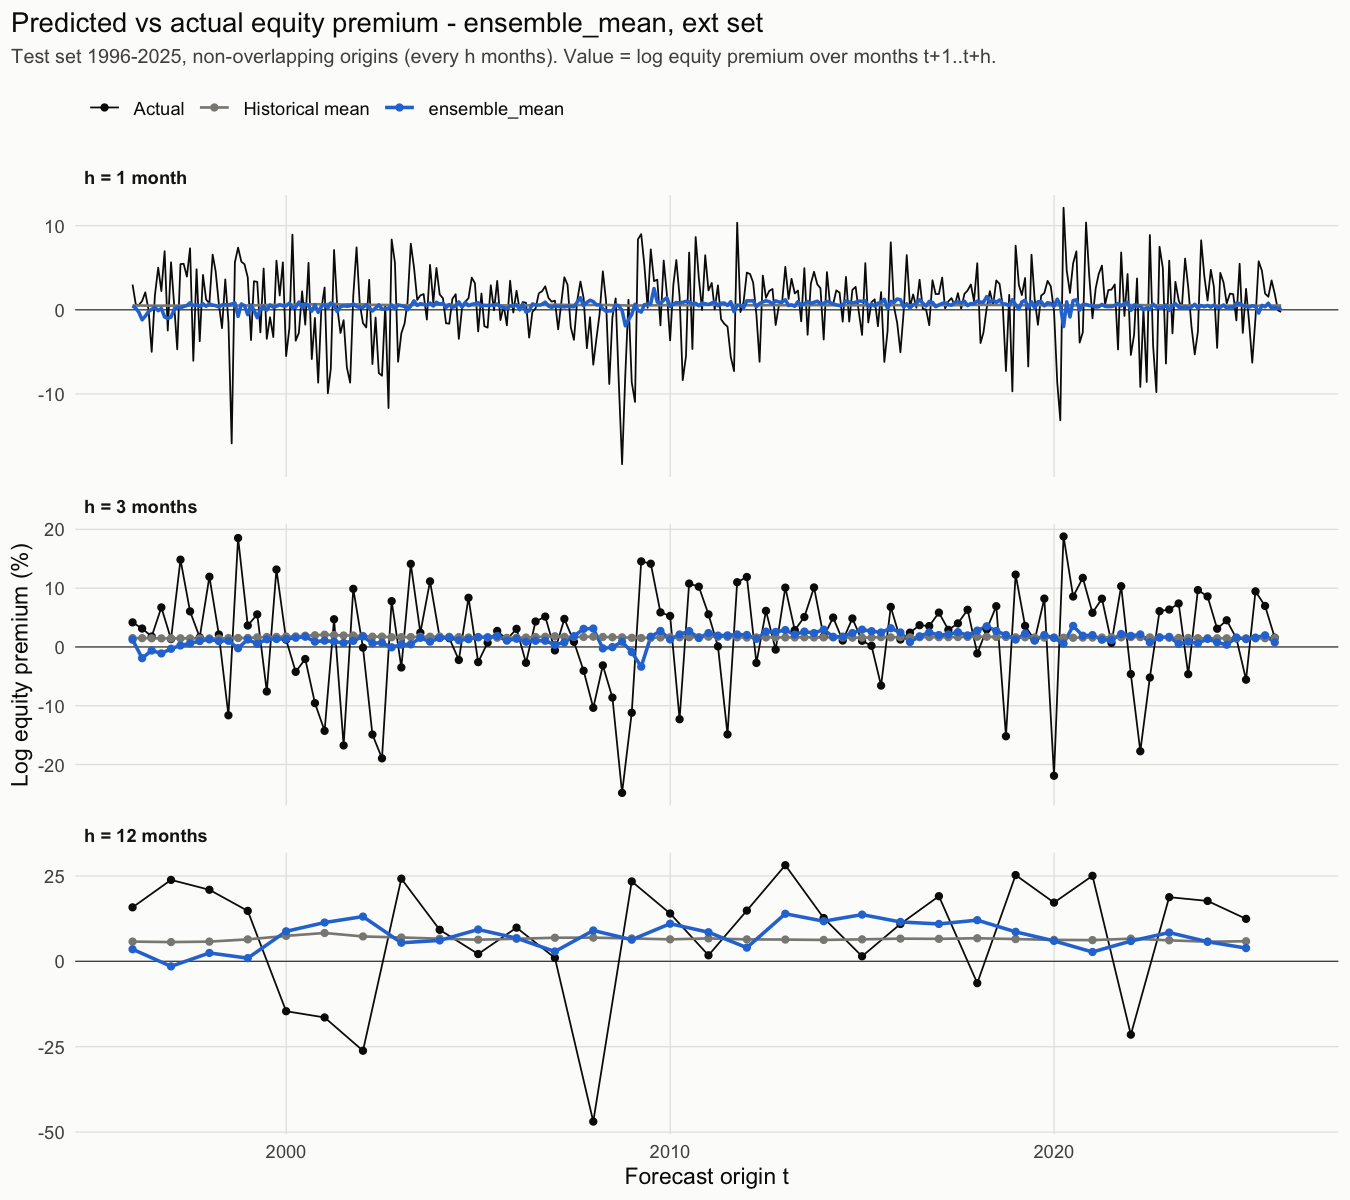 Predicted vs actual equity premium - ensemble_mean, ext set
Test set 1996-2025, non-overlapping origins (every h months). Value = log equity premium over months t+1..t+h.
Actual Historical mean ensemble_mean
h = 1 month
10
0
-10
h = 3 months
20
10
0
-10
-20
Log equity premium (%)
h = 12 months
25
0
-25
-50
2000 2010 2020
Forecast origin t